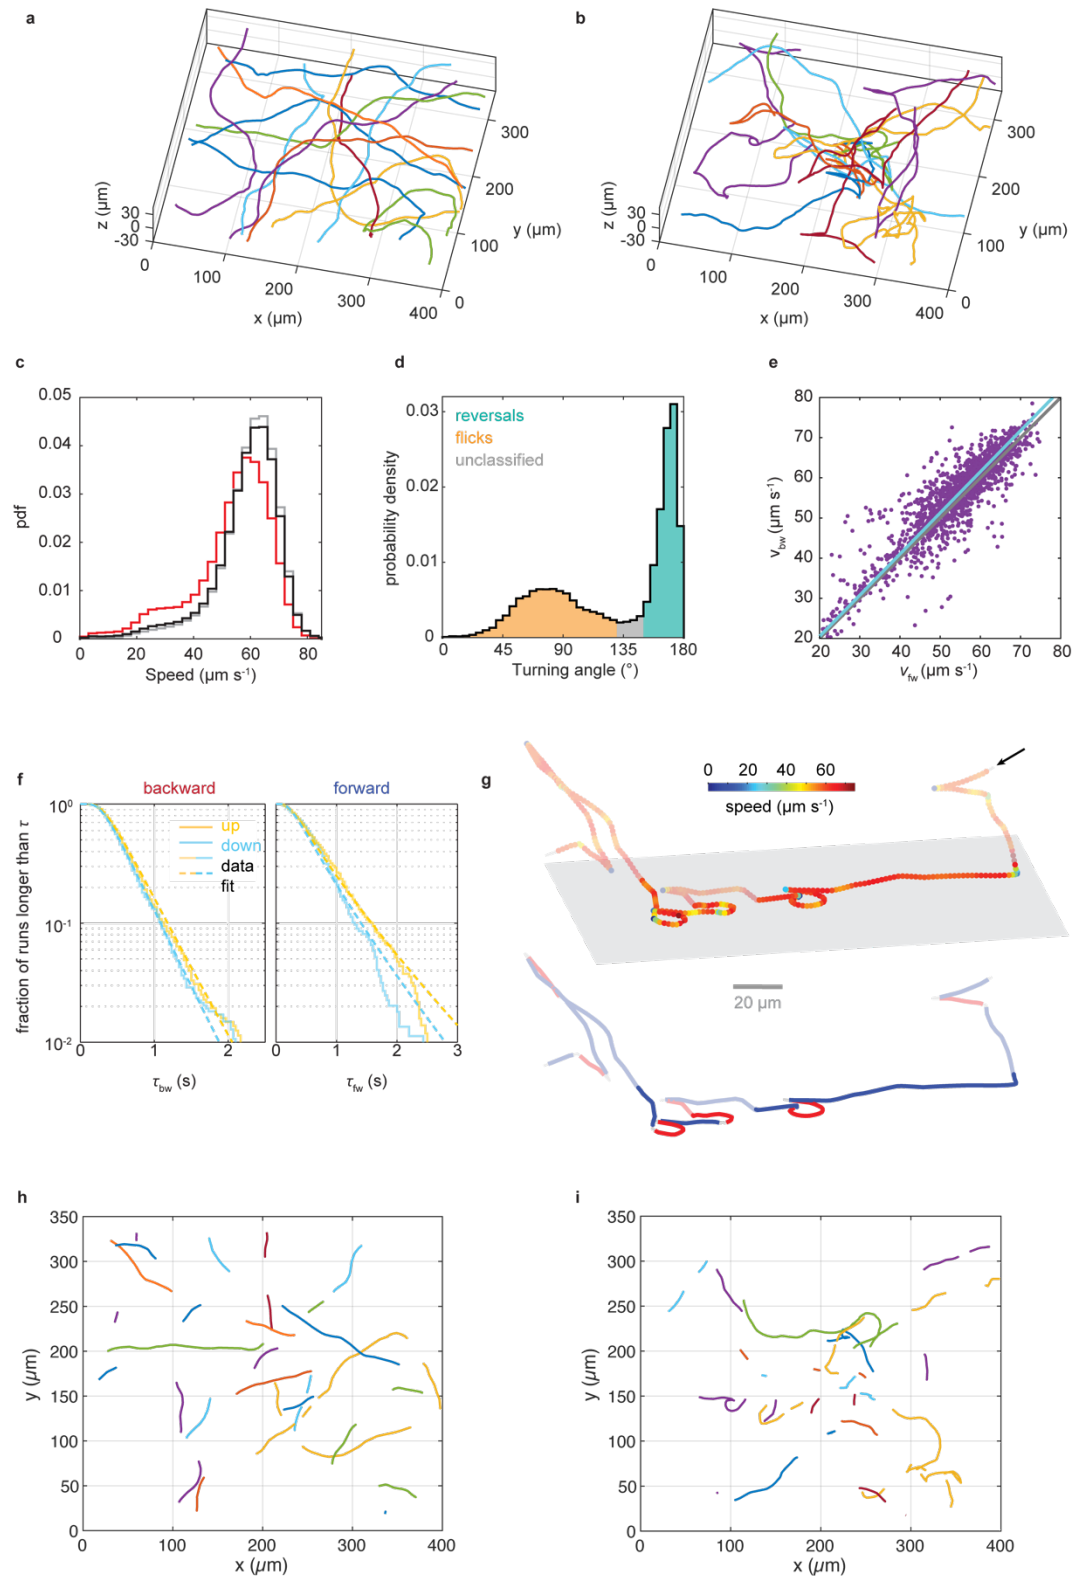 a
b
300
200
100
0
y (µm)
z (µm)
30
0
-30
0
100
200
300
400
x (µm)
300
200
100
0
y (µm)
z (µm)
30
0
-30
0
100
200
300
400
x (µm)
c
d
e
0.05
0.04
0.03
0.02
0.01
0
pdf
0
20
40
60
80
Speed (µm s⁻¹)
0.03
0.02
0.01
0
probability density
reversals
flicks
unclassified
0
45
90
135
180
Turning angle (°)
80
70
60
50
40
30
20
v_bw (µm s⁻¹)
20
30
40
50
60
70
80
v_fw (µm s⁻¹)
f
backward
forward
10⁰
10⁻¹
10⁻²
fraction of runs longer than τ
up
down
data
fit
0
1
2
τ_bw (s)
0
1
2
3
τ_fw (s)
g
0
40
60
speed (µm s⁻¹)
20
20 µm
h
i
350
300
250
200
150
100
50
0
y (µm)
0
100
200
300
400
x (µm)
350
300
250
200
150
100
50
0
y (µm)
0
100
200
300
400
x (µm)